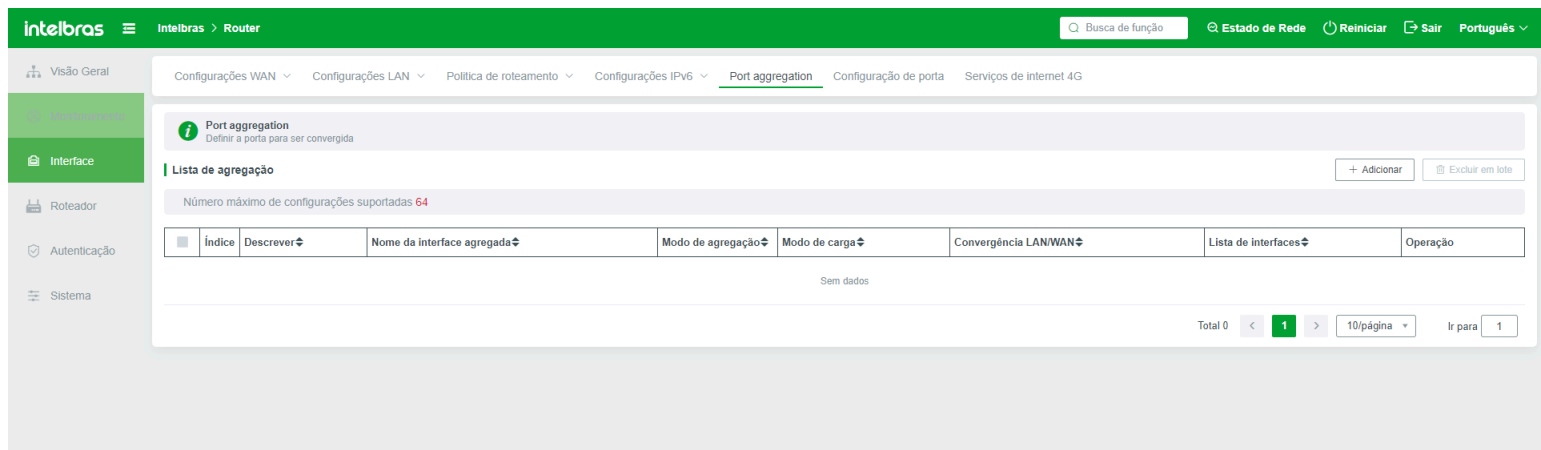 intelbras Intelbras > Router Busca de função Estado de Rede Reiniciar Sair Português
Visão Geral
Interface
Roteador
Autenticação
Sistema
Configurações WAN Configurações LAN Política de roteamento Configurações IPv6 Port aggregation Configuração de porta Serviços de internet 4G
Port aggregation
Definir a porta para ser convergida
Lista de agregação + Adicionar Excluir em lote
Número máximo de configurações suportadas 64
Índice Descrever Nome da interface agregada Modo de agregação Modo de carga Convergência LAN/WAN Lista de interfaces Operação
Sem dados
Total 0 < 1 > 10/página Ir para 1